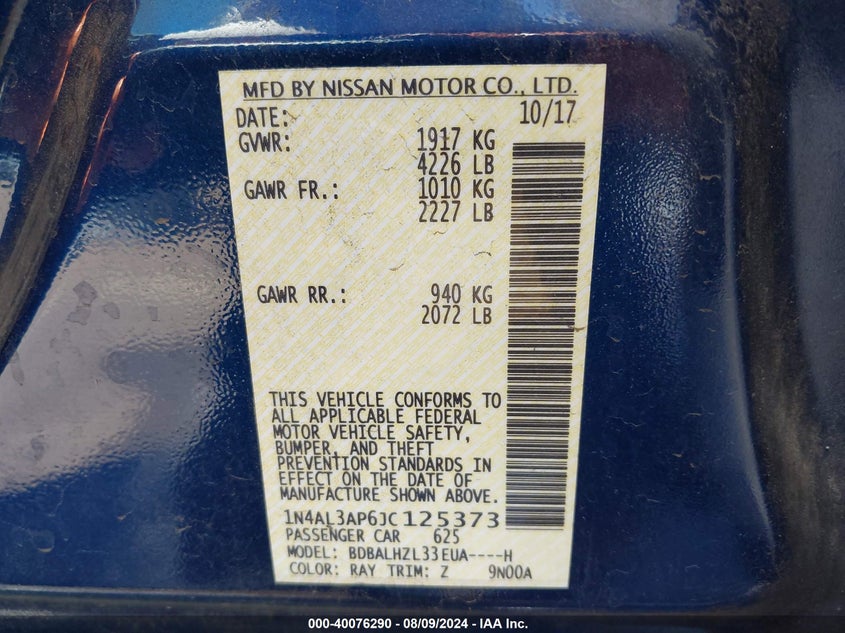 MFD BY NISSAN MOTOR CO., LTD.
DATE: 10/17
GVWR: 1917 KG
4226 LB
GAWR FR.: 1010 KG
2227 LB
GAWR RR.: 940 KG
2072 LB
THIS VEHICLE CONFORMS TO
ALL APPLICABLE FEDERAL
MOTOR VEHICLE SAFETY,
BUMPER, AND THEFT
PREVENTION STANDARDS IN
EFFECT ON THE DATE OF
MANUFACTURE SHOWN ABOVE.
1N4AL3AP6JC125373
PASSENGER CAR 625
MODEL: BDBALHZL33EUA----H
COLOR: RAY TRIM: Z 9N00A
000-40076290 - 08/09/2024 - IAA Inc.